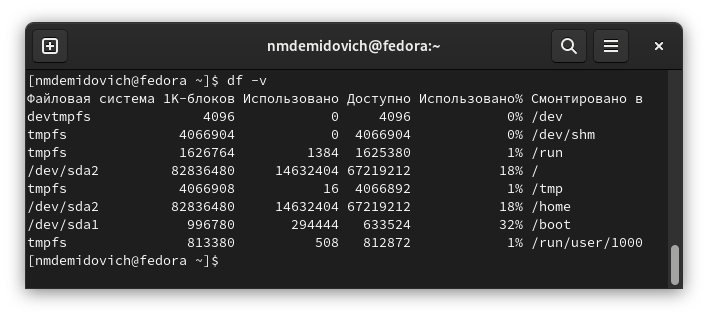 nmdemidovich@fedora:~
[nmdemidovich@fedora ~]$ df -v
Файловая система 1K-блоков Использовано Доступно Использовано% Смонтировано в
devtmpfs 4096 0 4096 0% /dev
tmpfs 4066904 0 4066904 0% /dev/shm
tmpfs 1626764 1384 1625380 1% /run
/dev/sda2 82836480 14632404 67219212 18% /
tmpfs 4066908 16 4066892 1% /tmp
/dev/sda2 82836480 14632404 67219212 18% /home
/dev/sda1 996780 294444 633524 32% /boot
tmpfs 813380 508 812872 1% /run/user/1000
[nmdemidovich@fedora ~]$